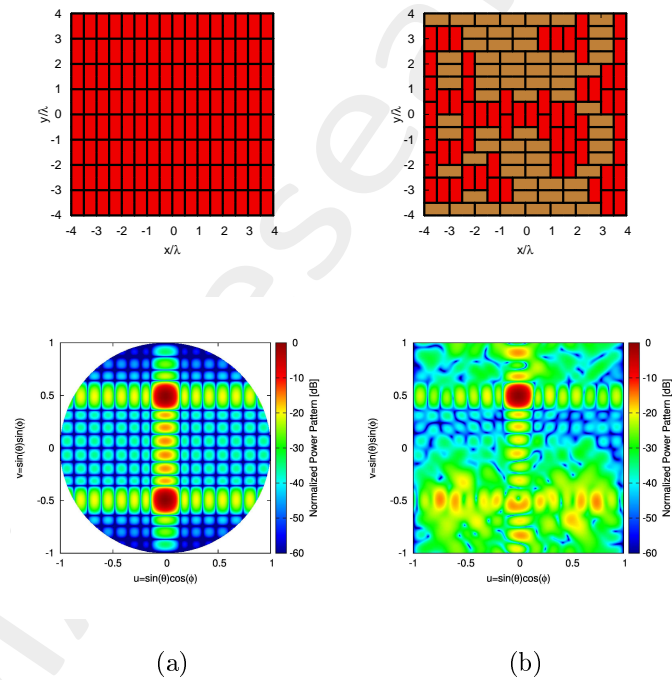 4
3
2
1
0
-1
-2
3
4
y/λ
-4 -3 -2 -1 0 1 2 3 4
x/λ
4
3
2
1
0
-1
-2
3
4
y/λ
-4 -3 -2 -1 0 1 2 3 4
x/λ
1
0.5
0
-0.5
-1
v=sin(θ)sin(ϕ)
-1 -0.5 0 0.5 1
u=sin(θ)cos(ϕ)
0
-10
-20
-30
-40
-50
-60
Normalized Power Pattern [dB]
1
0.5
0
-0.5
-1
v=sin(θ)sin(ϕ)
-1 -0.5 0 0.5 1
u=sin(θ)cos(ϕ)
0
-10
-20
-30
-40
-50
-60
Normalized Power Pattern [dB]
(a) (b)